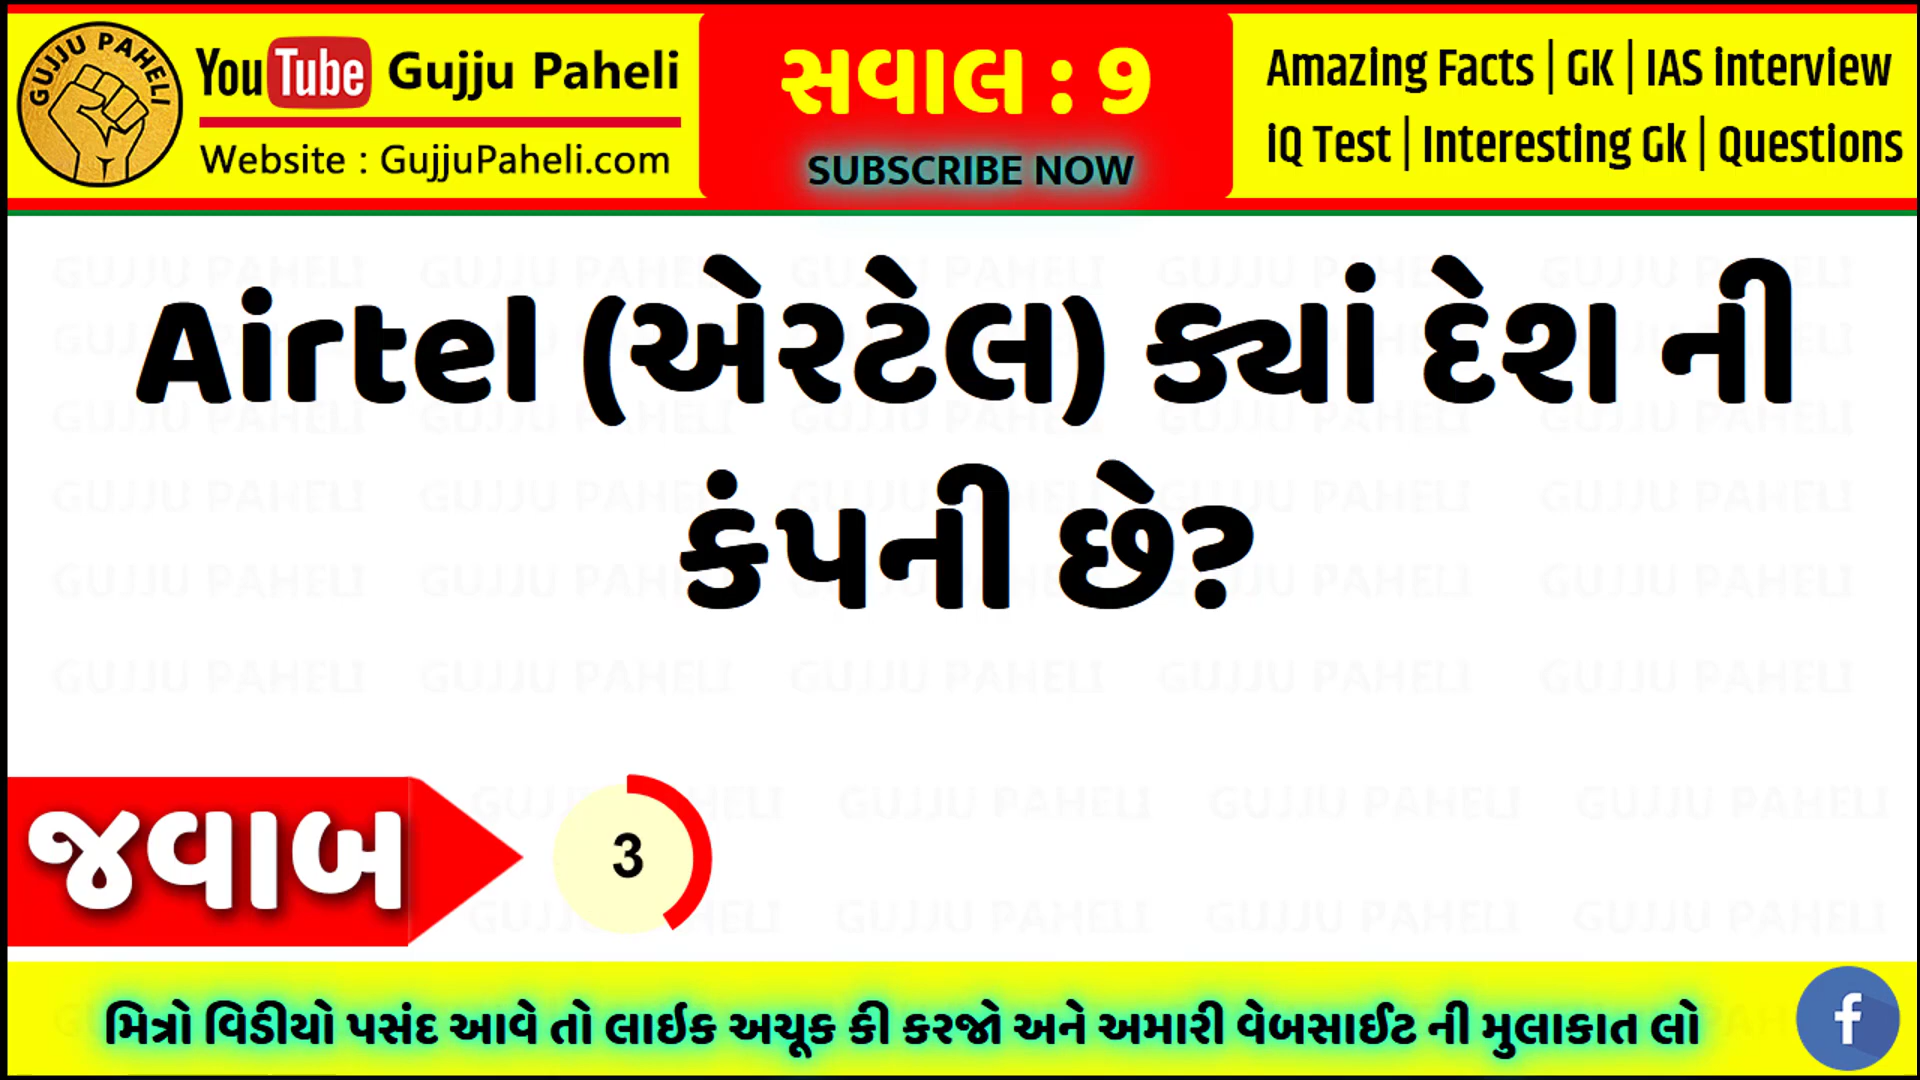 GUJJU PAHELI
YouTube Gujju Paheli
Website : GujjuPaheli.com
સવાલ : 9
SUBSCRIBE NOW
Amazing Facts | GK | IAS interview
iQ Test | Interesting Gk | Questions
Airtel (એરટેલ) ક્યાં દેશ ની
કંપની છે?
જવાબ
3
મિત્રો વિડીયો પસંદ આવે તો લાઇક અચૂક કી કરજો અને અમારી વેબસાઈટ ની મુલાકાત લો
f